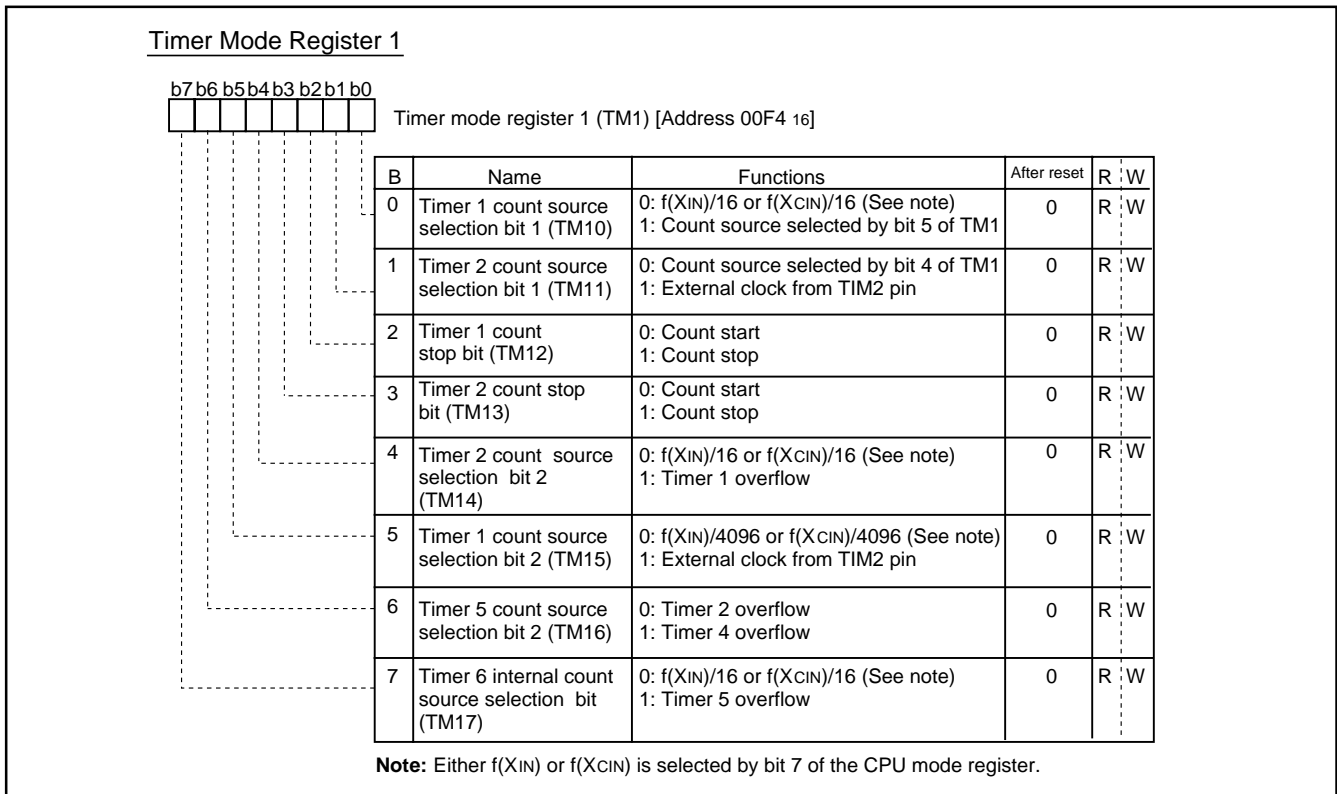 Timer Mode Register 1
b7 b6 b5 b4 b3 b2 b1 b0
Timer mode register 1 (TM1) [Address 00F4 16]
B Name Functions After reset R W
0 Timer 1 count source selection bit 1 (TM10) 0: f(XIN)/16 or f(XCIN)/16 (See note) 1: Count source selected by bit 5 of TM1 0 R W
1 Timer 2 count source selection bit 1 (TM11) 0: Count source selected by bit 4 of TM1 1: External clock from TIM2 pin 0 R W
2 Timer 1 count stop bit (TM12) 0: Count start 1: Count stop 0 R W
3 Timer 2 count stop bit (TM13) 0: Count start 1: Count stop 0 R W
4 Timer 2 count source selection bit 2 (TM14) 0: f(XIN)/16 or f(XCIN)/16 (See note) 1: Timer 1 overflow 0 R W
5 Timer 1 count source selection bit 2 (TM15) 0: f(XIN)/4096 or f(XCIN)/4096 (See note) 1: External clock from TIM2 pin 0 R W
6 Timer 5 count source selection bit 2 (TM16) 0: Timer 2 overflow 1: Timer 4 overflow 0 R W
7 Timer 6 internal count source selection bit (TM17) 0: f(XIN)/16 or f(XCIN)/16 (See note) 1: Timer 5 overflow 0 R W
Note: Either f(XIN) or f(XCIN) is selected by bit 7 of the CPU mode register.